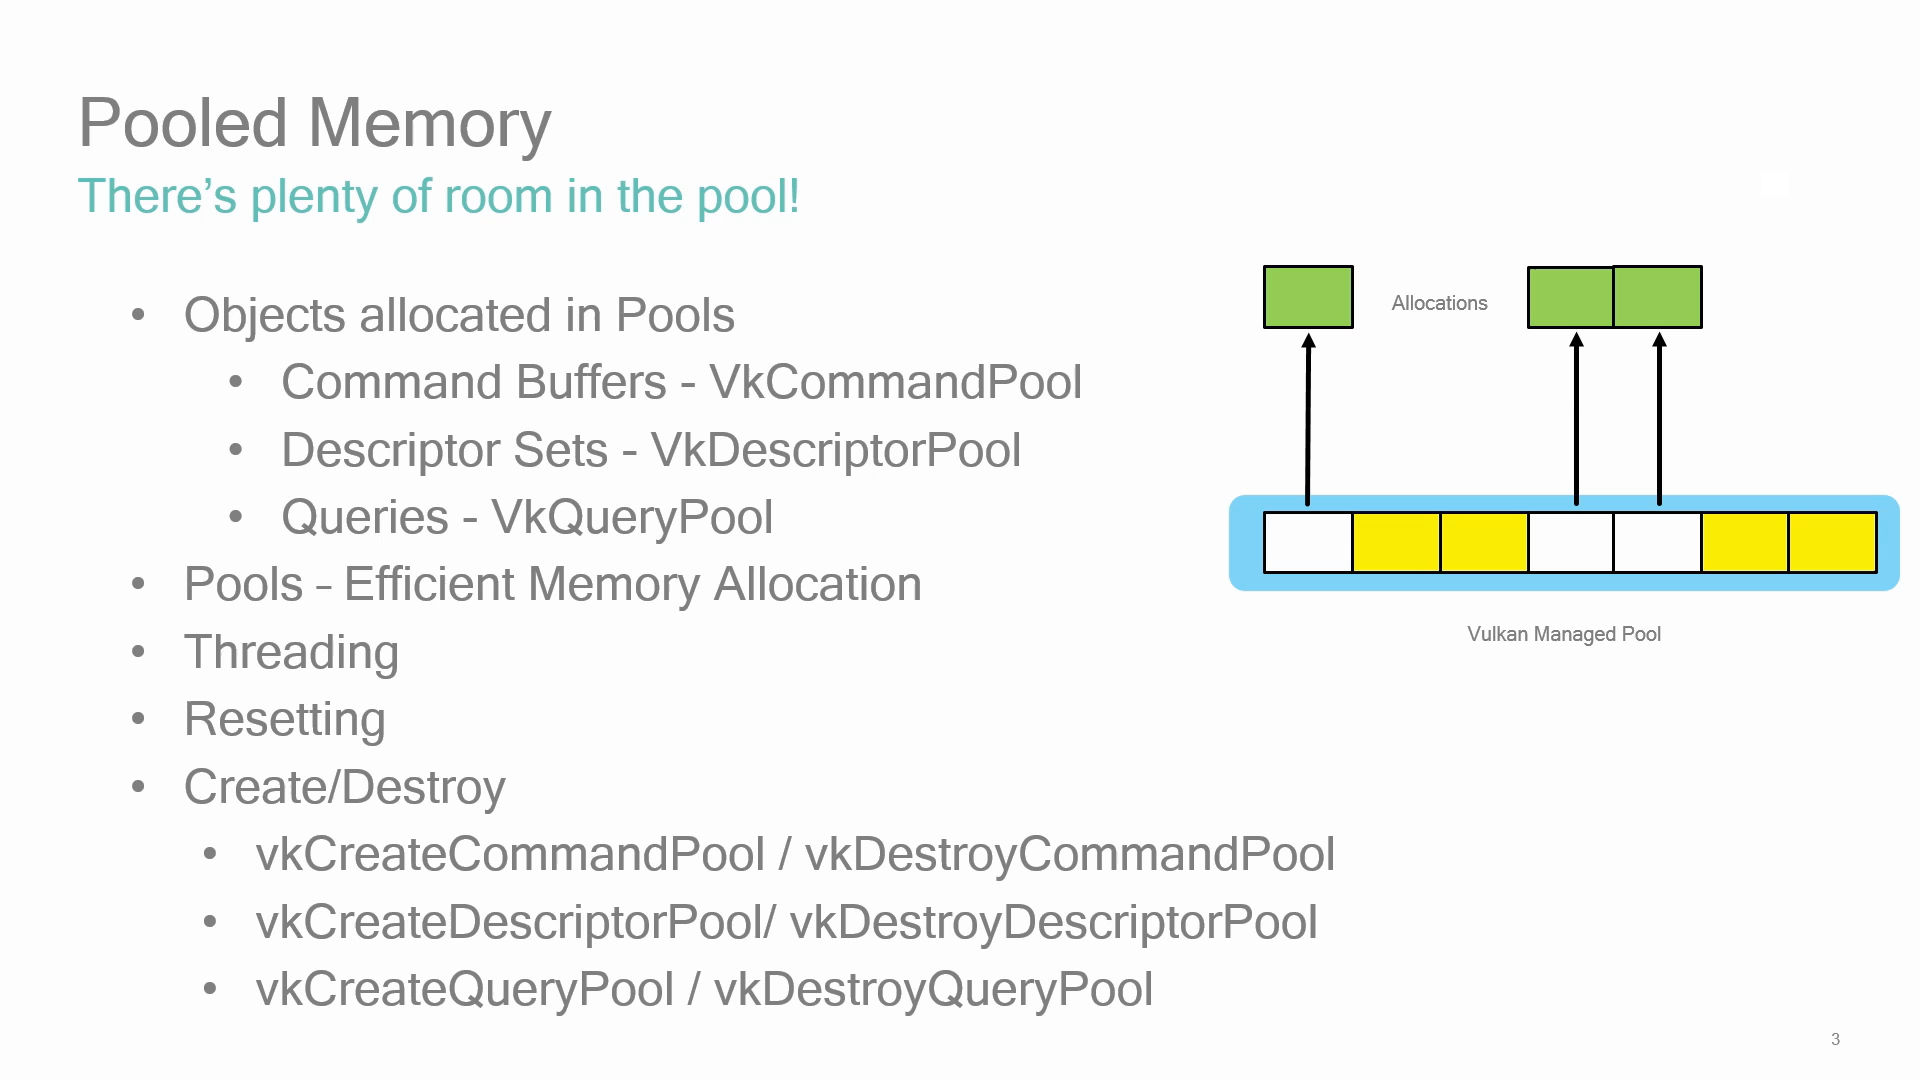 Pooled Memory
There’s plenty of room in the pool!
• Objects allocated in Pools
• Command Buffers - VkCommandPool
• Descriptor Sets - VkDescriptorPool
• Queries - VkQueryPool
• Pools – Efficient Memory Allocation
• Threading
• Resetting
• Create/Destroy
• vkCreateCommandPool / vkDestroyCommandPool
• vkCreateDescriptorPool/ vkDestroyDescriptorPool
• vkCreateQueryPool / vkDestroyQueryPool
Allocations
Vulkan Managed Pool
3